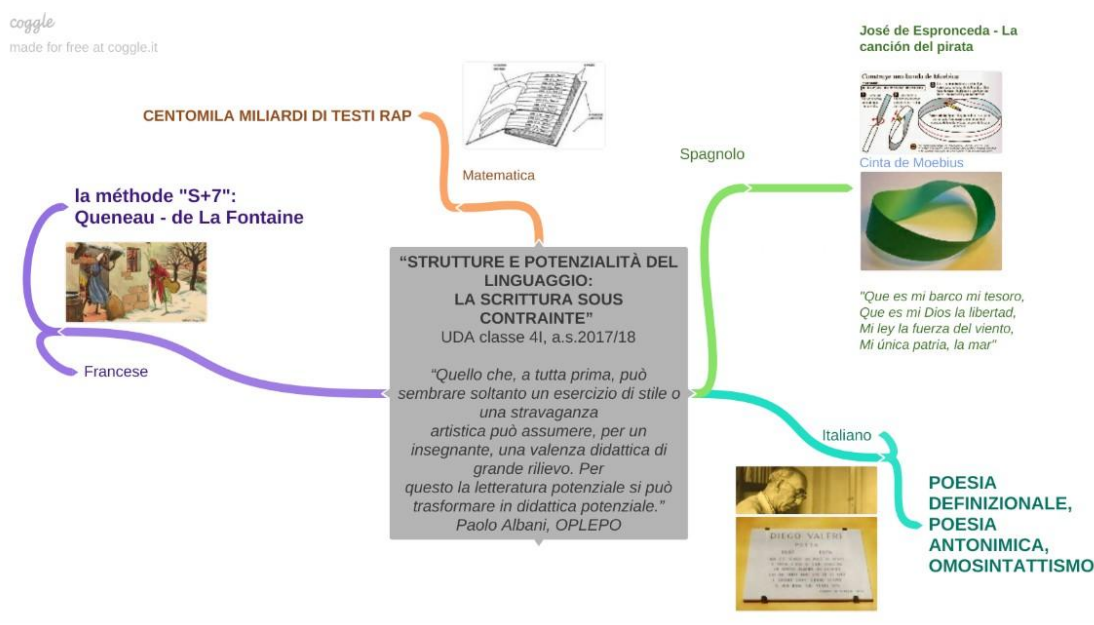 coggle
made for free at coggle.it
José de Espronceda - La
canción del pirata
Construye una banda de Moebius
CENTOMILA MILIARDI DI TESTI RAP
Spagnolo
Cinta de Moebius
Matematica
la méthode "S+7":
Queneau - de La Fontaine
“STRUTTURE E POTENZIALITÀ DEL
LINGUAGGIO:
LA SCRITTURA SOUS
CONTRAINTE”
UDA classe 4I, a.s.2017/18
“Quello che, a tutta prima, può
sembrare soltanto un esercizio di stile o
una stravaganza
artistica può assumere, per un
insegnante, una valenza didattica di
grande rilievo. Per
questo la letteratura potenziale si può
trasformare in didattica potenziale.”
Paolo Albani, OPLEPO
"Que es mi barco mi tesoro,
Que es mi Dios la libertad,
Mi ley la fuerza del viento,
Mi única patria, la mar"
Francese
Italiano
POESIA
DEFINIZIONALE,
POESIA
ANTONIMICA,
OMOSINTATTISMO
DIEGO VALERI
POETA